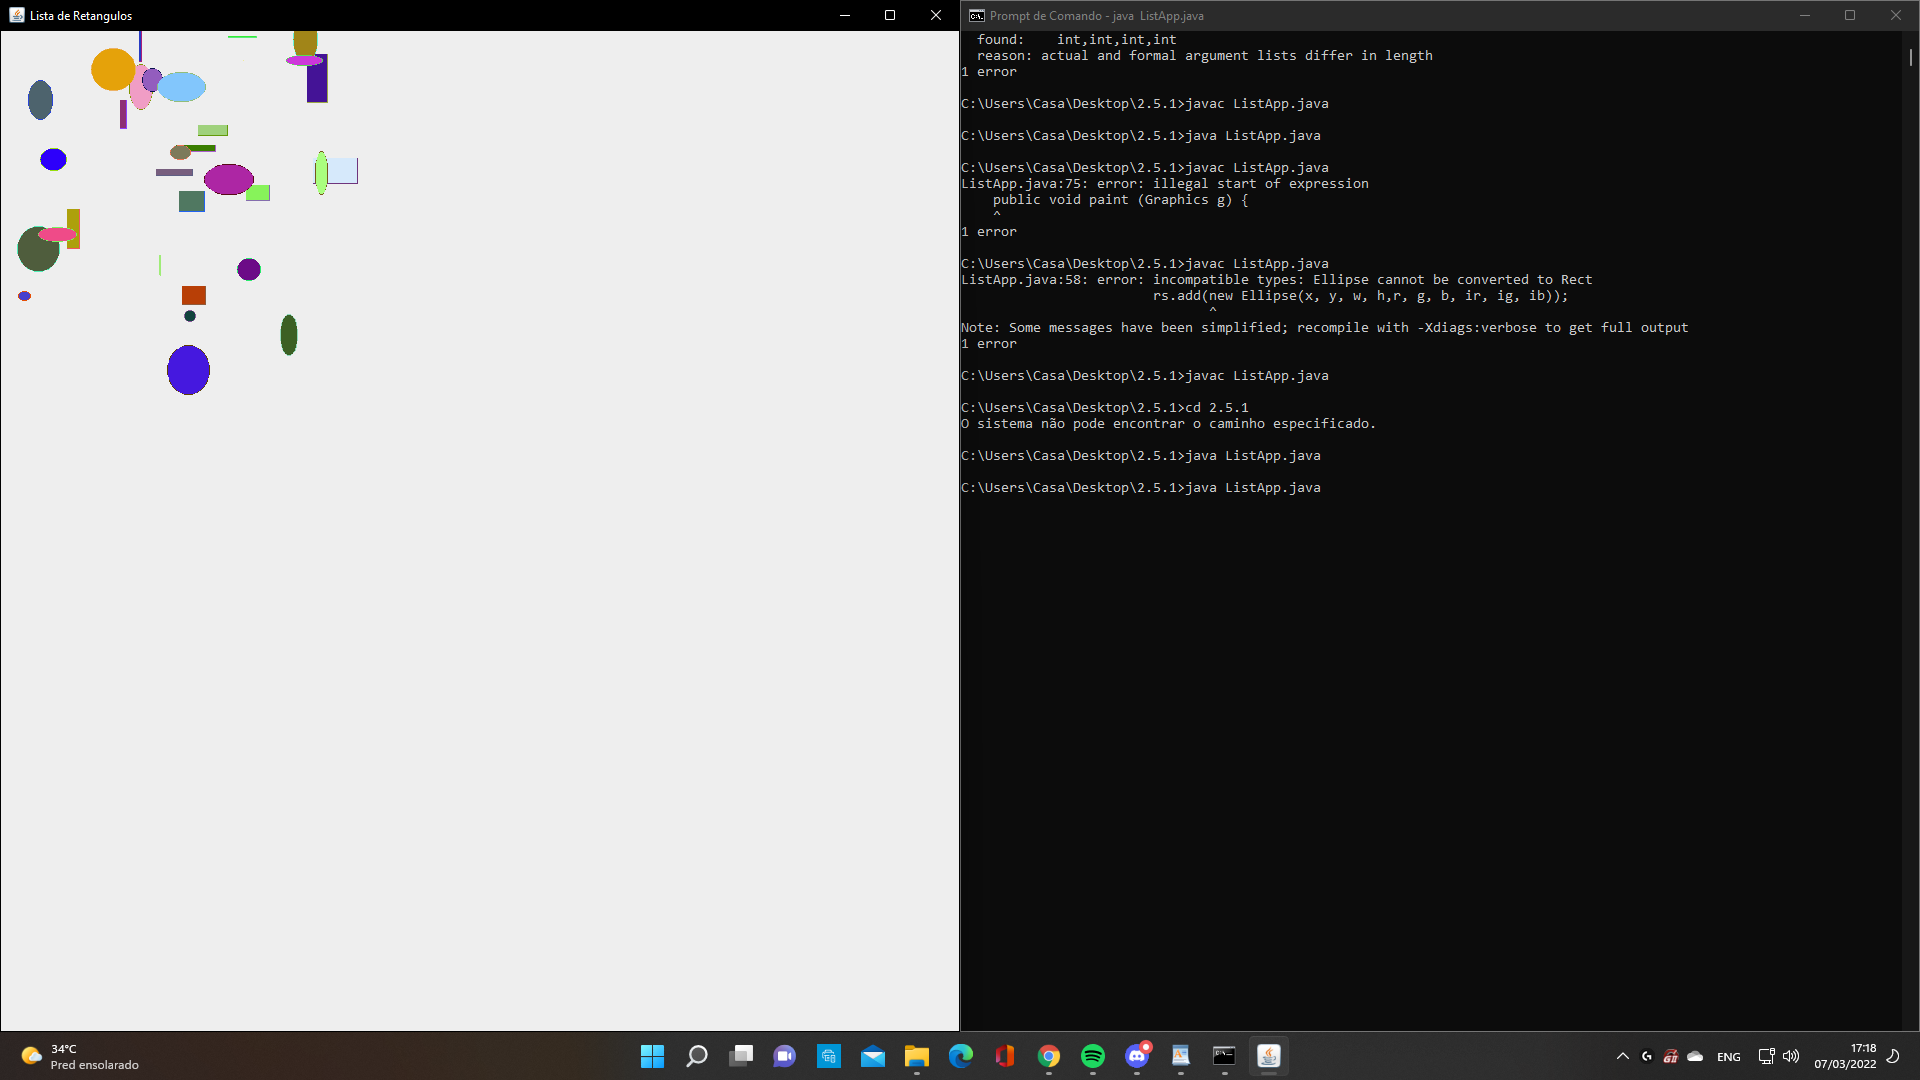 Lista de Retangulos
Prompt de Comando - java  ListApp.java
  found:    int,int,int,int
  reason: actual and formal argument lists differ in length
1 error
C:\Users\Casa\Desktop\2.5.1>javac ListApp.java
C:\Users\Casa\Desktop\2.5.1>java ListApp.java
C:\Users\Casa\Desktop\2.5.1>javac ListApp.java
ListApp.java:75: error: illegal start of expression
    public void paint (Graphics g) {
    ^
1 error
C:\Users\Casa\Desktop\2.5.1>javac ListApp.java
ListApp.java:58: error: incompatible types: Ellipse cannot be converted to Rect
                        rs.add(new Ellipse(x, y, w, h,r, g, b, ir, ig, ib));
                               ^
Note: Some messages have been simplified; recompile with -Xdiags:verbose to get full output
1 error
C:\Users\Casa\Desktop\2.5.1>javac ListApp.java
C:\Users\Casa\Desktop\2.5.1>cd 2.5.1
O sistema não pode encontrar o caminho especificado.
C:\Users\Casa\Desktop\2.5.1>java ListApp.java
C:\Users\Casa\Desktop\2.5.1>java ListApp.java
34°C
Pred ensolarado
ENG
17:18
07/03/2022